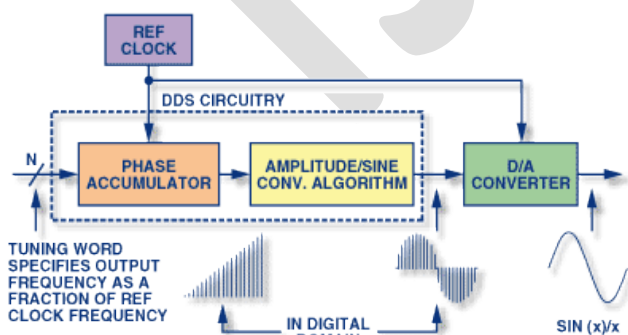 REF
CLOCK
DDS CIRCUITRY
N
PHASE
ACCUMULATOR
AMPLITUDE/SINE
CONV. ALGORITHM
D/A
CONVERTER
TUNING WORD
SPECIFIES OUTPUT
FREQUENCY AS A
FRACTION OF REF
CLOCK FREQUENCY
IN DIGITAL
DOMAIN
SIN (x)/x